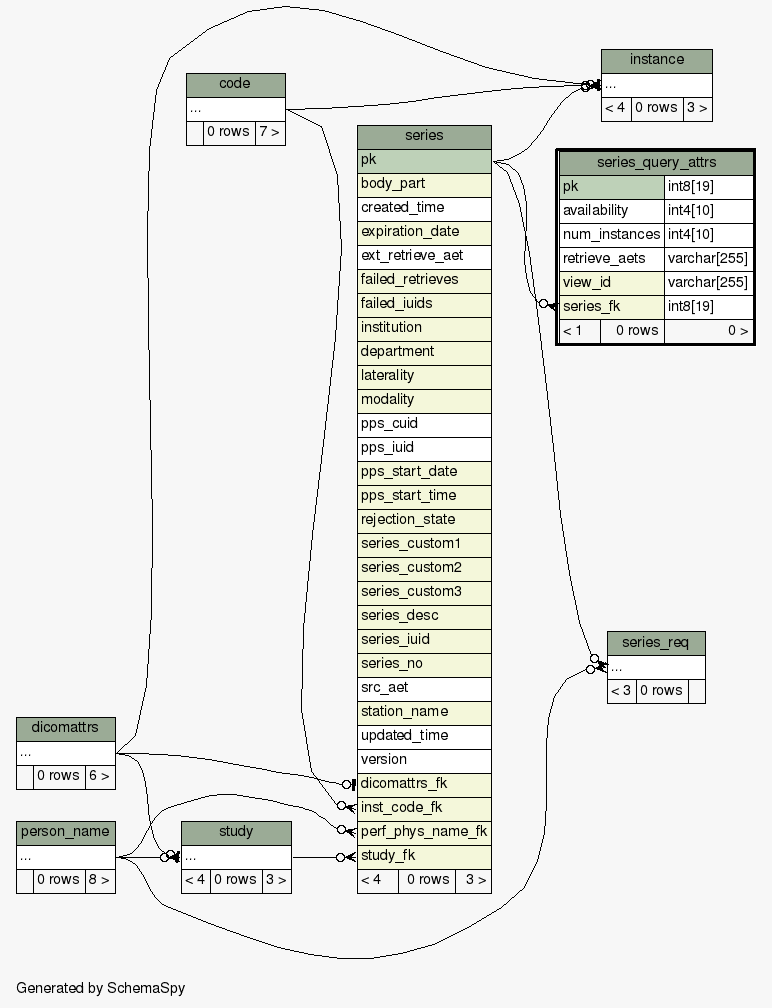 instance
...
< 4 0 rows 3 >
code
...
0 rows 7 >
series
pk
body_part
created_time
expiration_date
ext_retrieve_aet
failed_retrieves
failed_iuids
institution
department
laterality
modality
pps_cuid
pps_iuid
pps_start_date
pps_start_time
rejection_state
series_custom1
series_custom2
series_custom3
series_desc
series_iuid
series_no
src_aet
station_name
updated_time
version
dicomattrs_fk
inst_code_fk
perf_phys_name_fk
study_fk
< 4 0 rows 3 >
series_query_attrs
pk int8[19]
availability int4[10]
num_instances int4[10]
retrieve_aets varchar[255]
view_id varchar[255]
series_fk int8[19]
< 1 0 rows 0 >
series_req
...
< 3 0 rows
dicomattrs
...
0 rows 6 >
person_name
...
0 rows 8 >
study
...
< 4 0 rows 3 >
Generated by SchemaSpy